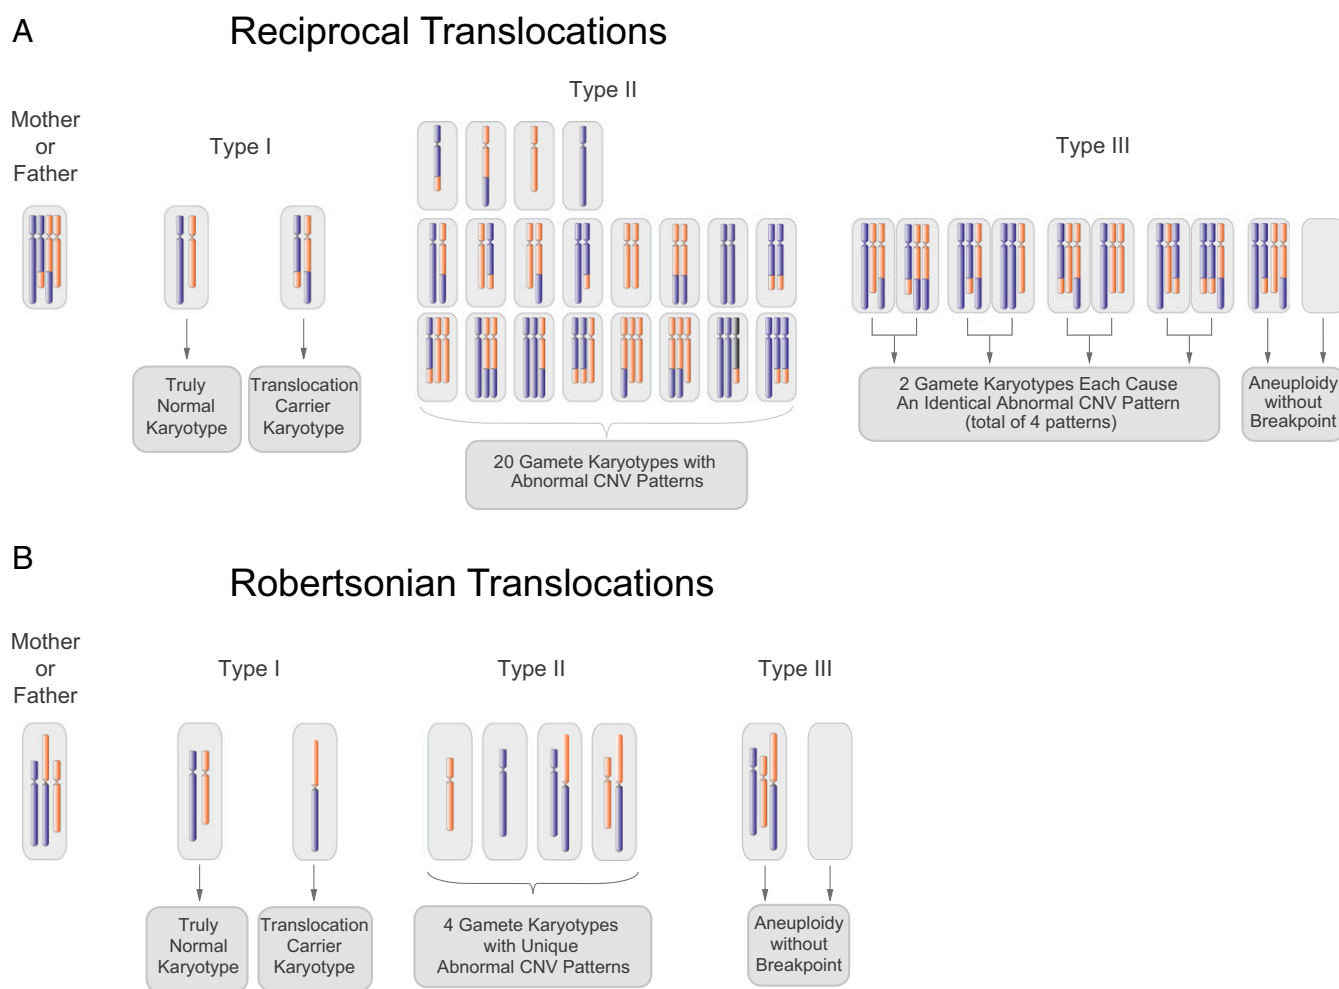 A
Reciprocal Translocations
Mother
or
Father
Type I
Type II
Type III
Truly
Normal
Karyotype
Translocation
Carrier
Karyotype
20 Gamete Karyotypes with
Abnormal CNV Patterns
2 Gamete Karyotypes Each Cause
An Identical Abnormal CNV Pattern
(total of 4 patterns)
Aneuploidy
without
Breakpoint
B
Robertsonian Translocations
Mother
or
Father
Type I
Type II
Type III
Truly
Normal
Karyotype
Translocation
Carrier
Karyotype
4 Gamete Karyotypes
with Unique
Abnormal CNV Patterns
Aneuploidy
without
Breakpoint